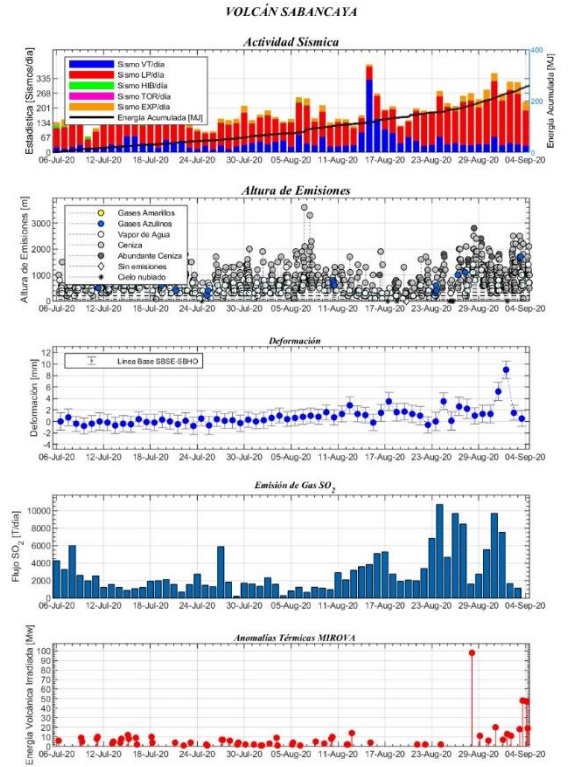 VOLCÁN SABANCAYA
Actividad Sísmica
Estadística [Sismos/día]
335
268
201
134
67
0
Sismo VT/día
Sismo LP/día
Sismo HIB/día
Sismo TOR/día
Sismo EXP/día
Energía Acumulada [MJ]
400
200
0
Energía Acumulada [MJ]
06-Jul-20 12-Jul-20 18-Jul-20 24-Jul-20 30-Jul-20 05-Aug-20 11-Aug-20 17-Aug-20 23-Aug-20 29-Aug-20 04-Sep-20
Altura de Emisiones
Altura de Emisiones [m]
3000
2000
1000
0
Gases Amarillos
Gases Azulinos
Vapor de Agua
Ceniza
Abundante Ceniza
Sin emisiones
Cielo nublado
06-Jul-20 12-Jul-20 18-Jul-20 24-Jul-20 30-Jul-20 05-Aug-20 11-Aug-20 17-Aug-20 23-Aug-20 29-Aug-20 04-Sep-20
Deformación
Deformación [mm]
12
10
8
6
4
2
0
-2
-4
Línea Base SBSE-SBHO
06-Jul-20 12-Jul-20 18-Jul-20 24-Jul-20 30-Jul-20 05-Aug-20 11-Aug-20 17-Aug-20 23-Aug-20 29-Aug-20 04-Sep-20
Emisión de Gas SO2
Flujo SO2 [T/día]
10000
8000
6000
4000
2000
0
06-Jul-20 12-Jul-20 18-Jul-20 24-Jul-20 30-Jul-20 05-Aug-20 11-Aug-20 17-Aug-20 23-Aug-20 29-Aug-20 04-Sep-20
Anomalías Térmicas MIROVA
Energía Volcánica Irradiada [Mw]
100
90
80
70
60
50
40
30
20
10
0
06-Jul-20 12-Jul-20 18-Jul-20 24-Jul-20 30-Jul-20 05-Aug-20 11-Aug-20 17-Aug-20 23-Aug-20 29-Aug-20 04-Sep-20